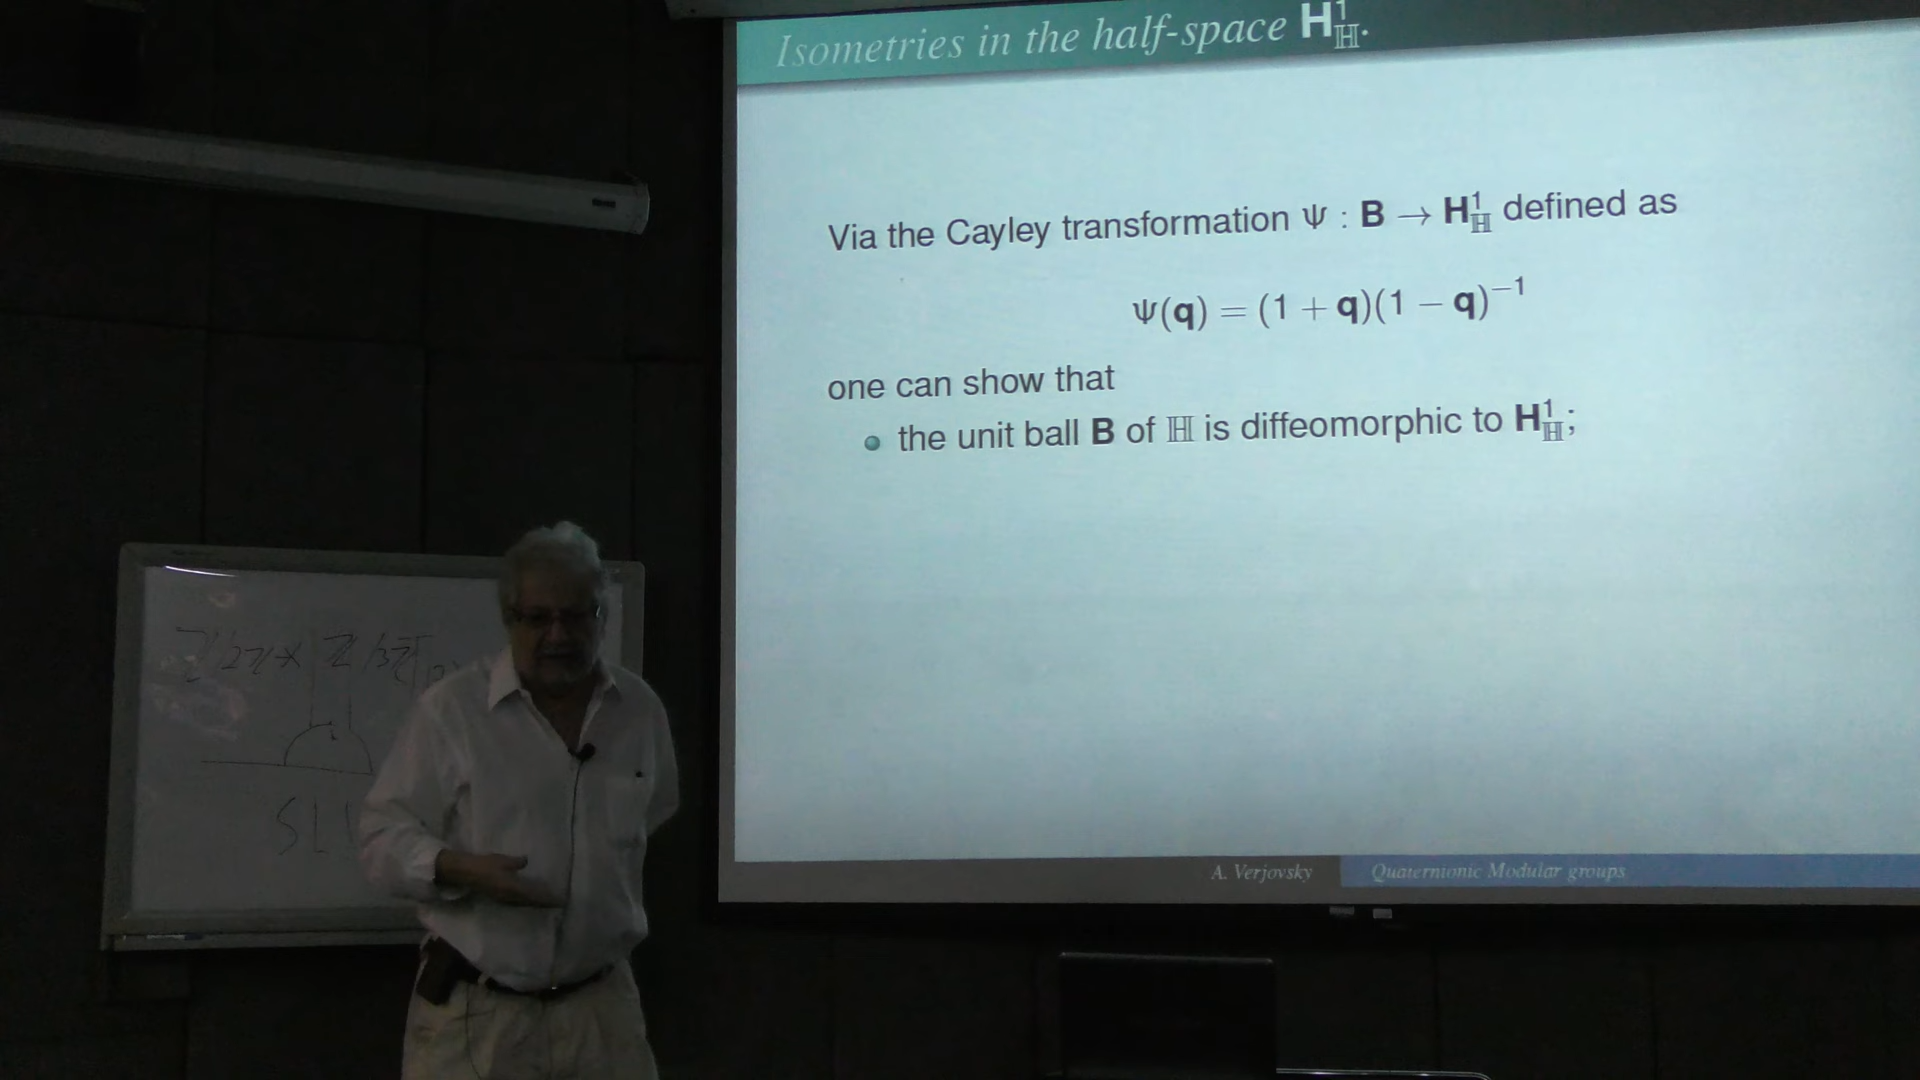 Isometries in the half-space H¹_ℍ.
Via the Cayley transformation Ψ : B → H¹_ℍ defined as
Ψ(q) = (1 + q)(1 − q)⁻¹
one can show that
the unit ball B of ℍ is diffeomorphic to H¹_ℍ;
A. Verjovsky
Quaternionic Modular groups